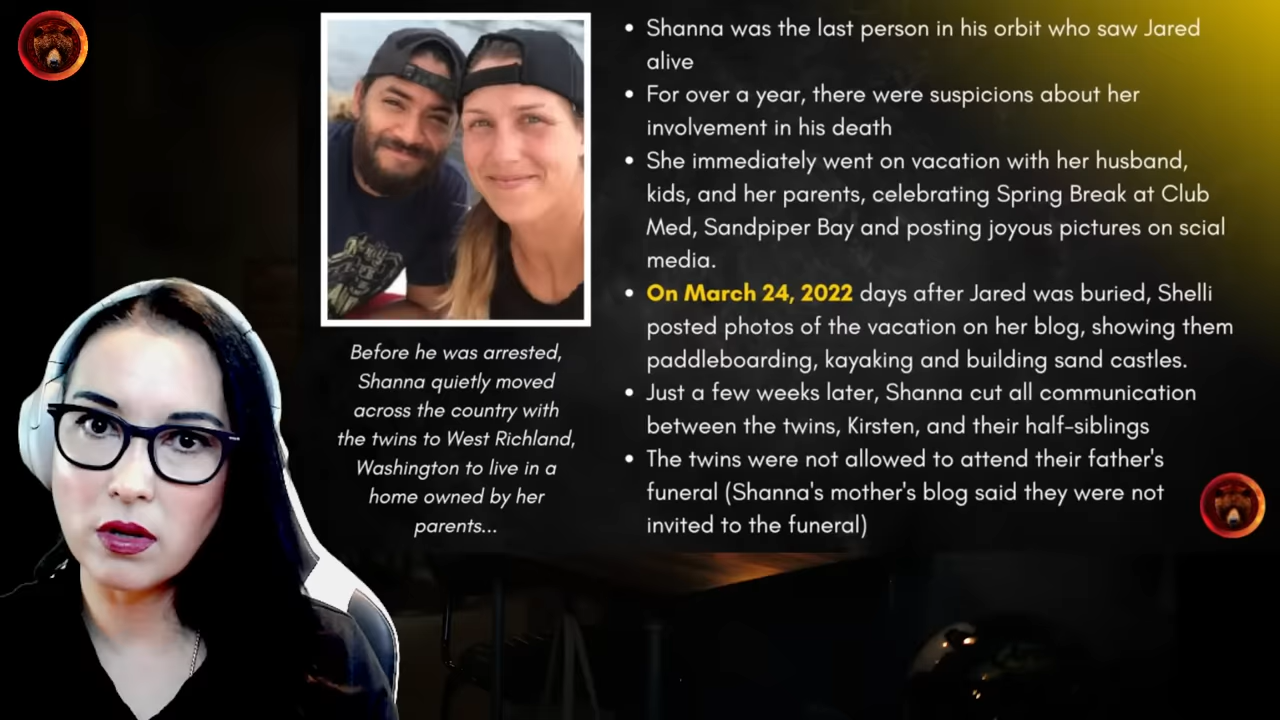 Before he was arrested,
Shanna quietly moved
across the country with
the twins to West Richland,
Washington to live in a
home owned by her
parents...
• Shanna was the last person in his orbit who saw Jared
alive
• For over a year, there were suspicions about her
involvement in his death
• She immediately went on vacation with her husband,
kids, and her parents, celebrating Spring Break at Club
Med, Sandpiper Bay and posting joyous pictures on scial
media.
• On March 24, 2022 days after Jared was buried, Shelli
posted photos of the vacation on her blog, showing them
paddleboarding, kayaking and building sand castles.
• Just a few weeks later, Shanna cut all communication
between the twins, Kirsten, and their half-siblings
• The twins were not allowed to attend their father's
funeral (Shanna's mother's blog said they were not
invited to the funeral)